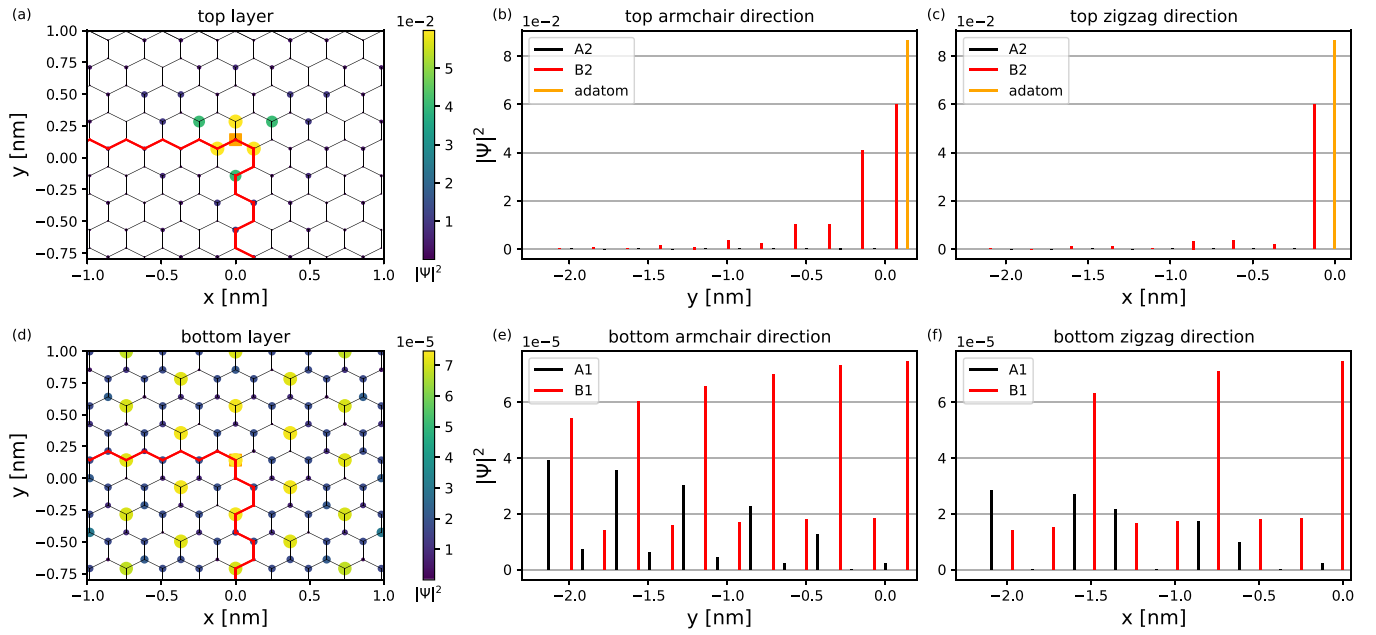 (a) top layer
1e−2
y [nm]
1.00
0.75
0.50
0.25
0.00
−0.25
−0.50
−0.75
−1.0 −0.5 0.0 0.5 1.0
x [nm]
5
4
3
2
1
|Ψ|²
(b) top armchair direction
1e−2
A2
B2
adatom
|Ψ|²
8
6
4
2
0
−2.0 −1.5 −1.0 −0.5 0.0
y [nm]
(c) top zigzag direction
1e−2
A2
B2
adatom
8
6
4
2
0
−2.0 −1.5 −1.0 −0.5 0.0
x [nm]
(d) bottom layer
1e−5
y [nm]
1.00
0.75
0.50
0.25
0.00
−0.25
−0.50
−0.75
−1.0 −0.5 0.0 0.5 1.0
x [nm]
7
6
5
4
3
2
1
|Ψ|²
(e) bottom armchair direction
1e−5
A1
B1
|Ψ|²
6
4
2
0
−2.0 −1.5 −1.0 −0.5 0.0
y [nm]
(f) bottom zigzag direction
1e−5
A1
B1
6
4
2
0
−2.0 −1.5 −1.0 −0.5 0.0
x [nm]